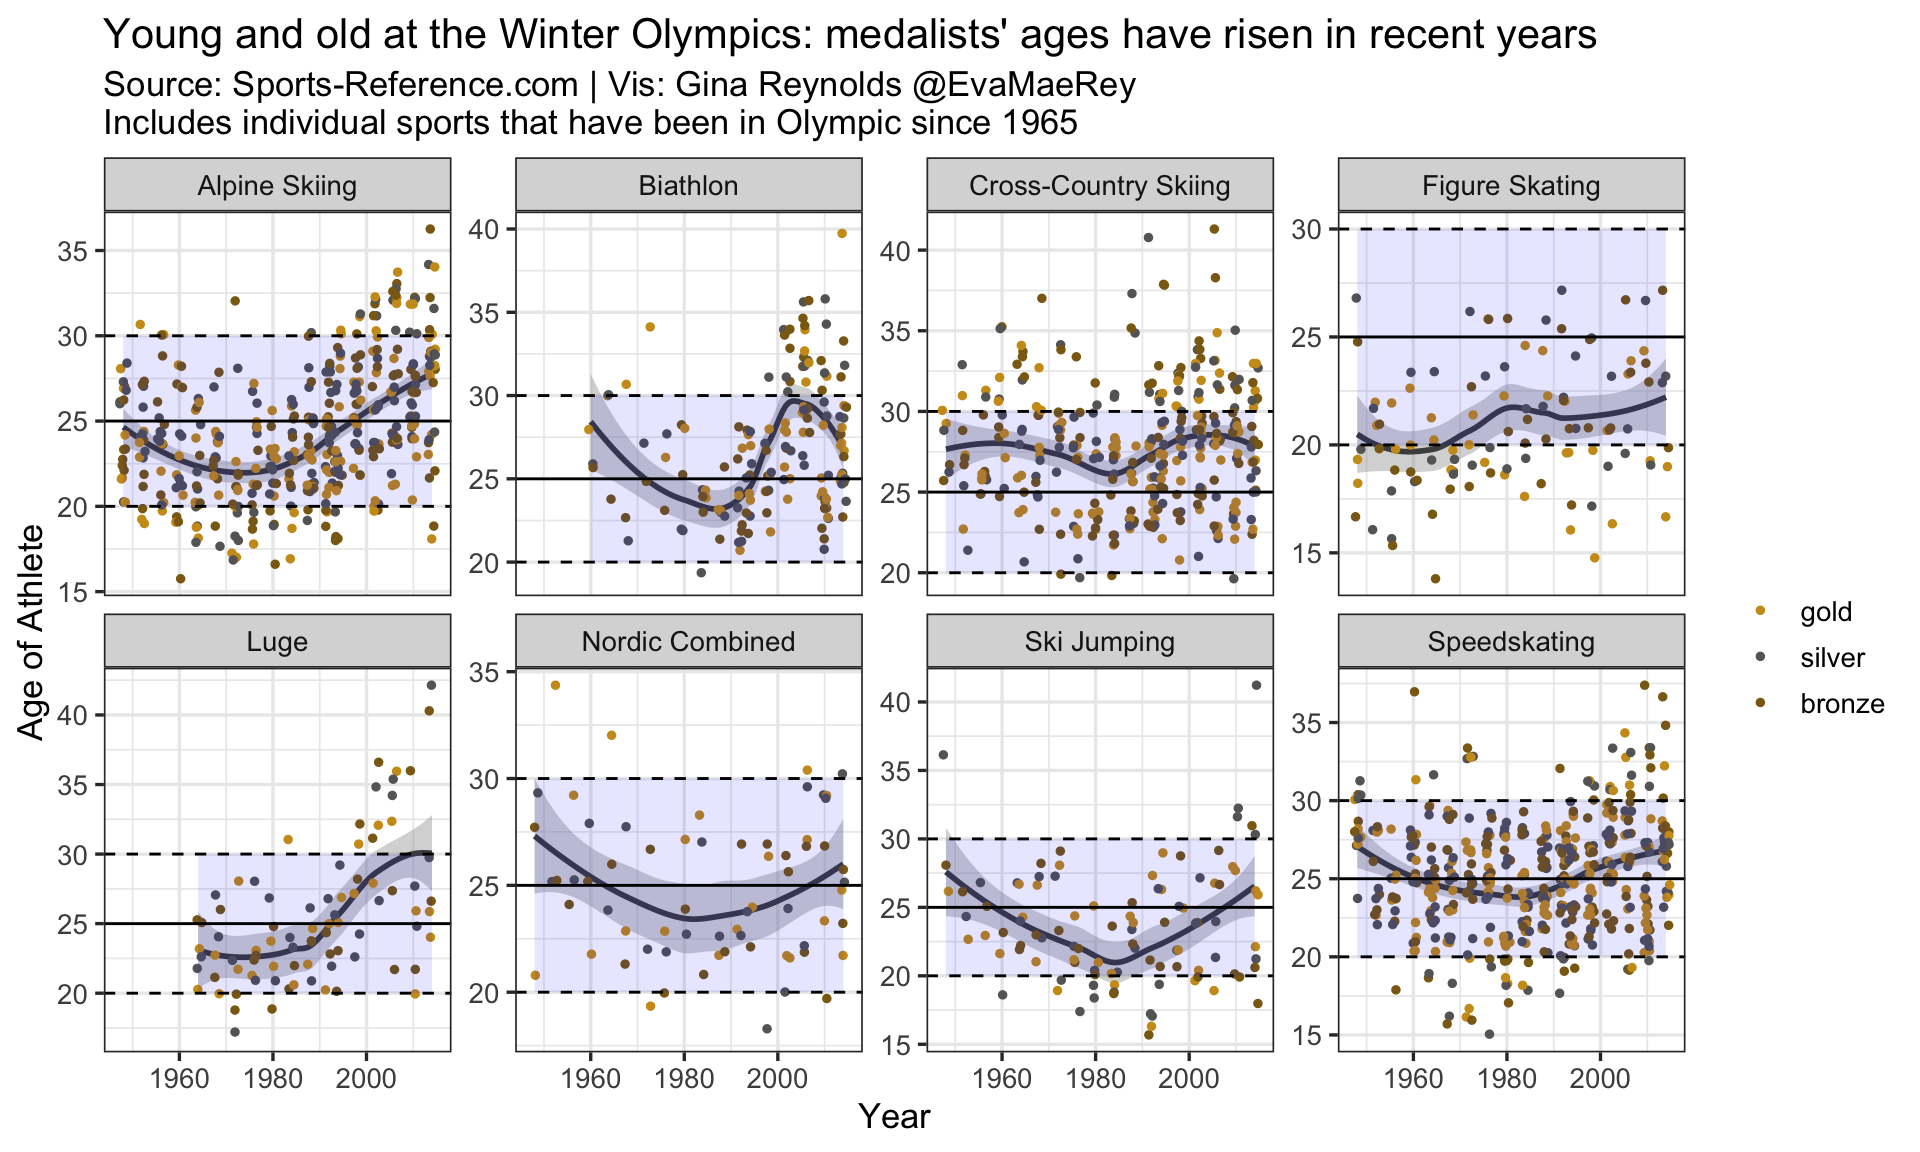 Young and old at the Winter Olympics: medalists' ages have risen in recent years
Source: Sports-Reference.com | Vis: Gina Reynolds @EvaMaeRey
Includes individual sports that have been in Olympic since 1965
Alpine Skiing
Biathlon
Cross-Country Skiing
Figure Skating
35
30
25
20
15
40
35
30
25
20
40
35
30
25
20
30
25
20
15
Age of Athlete
Luge
Nordic Combined
Ski Jumping
Speedskating
40
35
30
25
20
35
30
25
20
40
35
30
25
20
15
35
30
25
20
15
1960 1980 2000
1960 1980 2000
1960 1980 2000
1960 1980 2000
Year
gold
silver
bronze